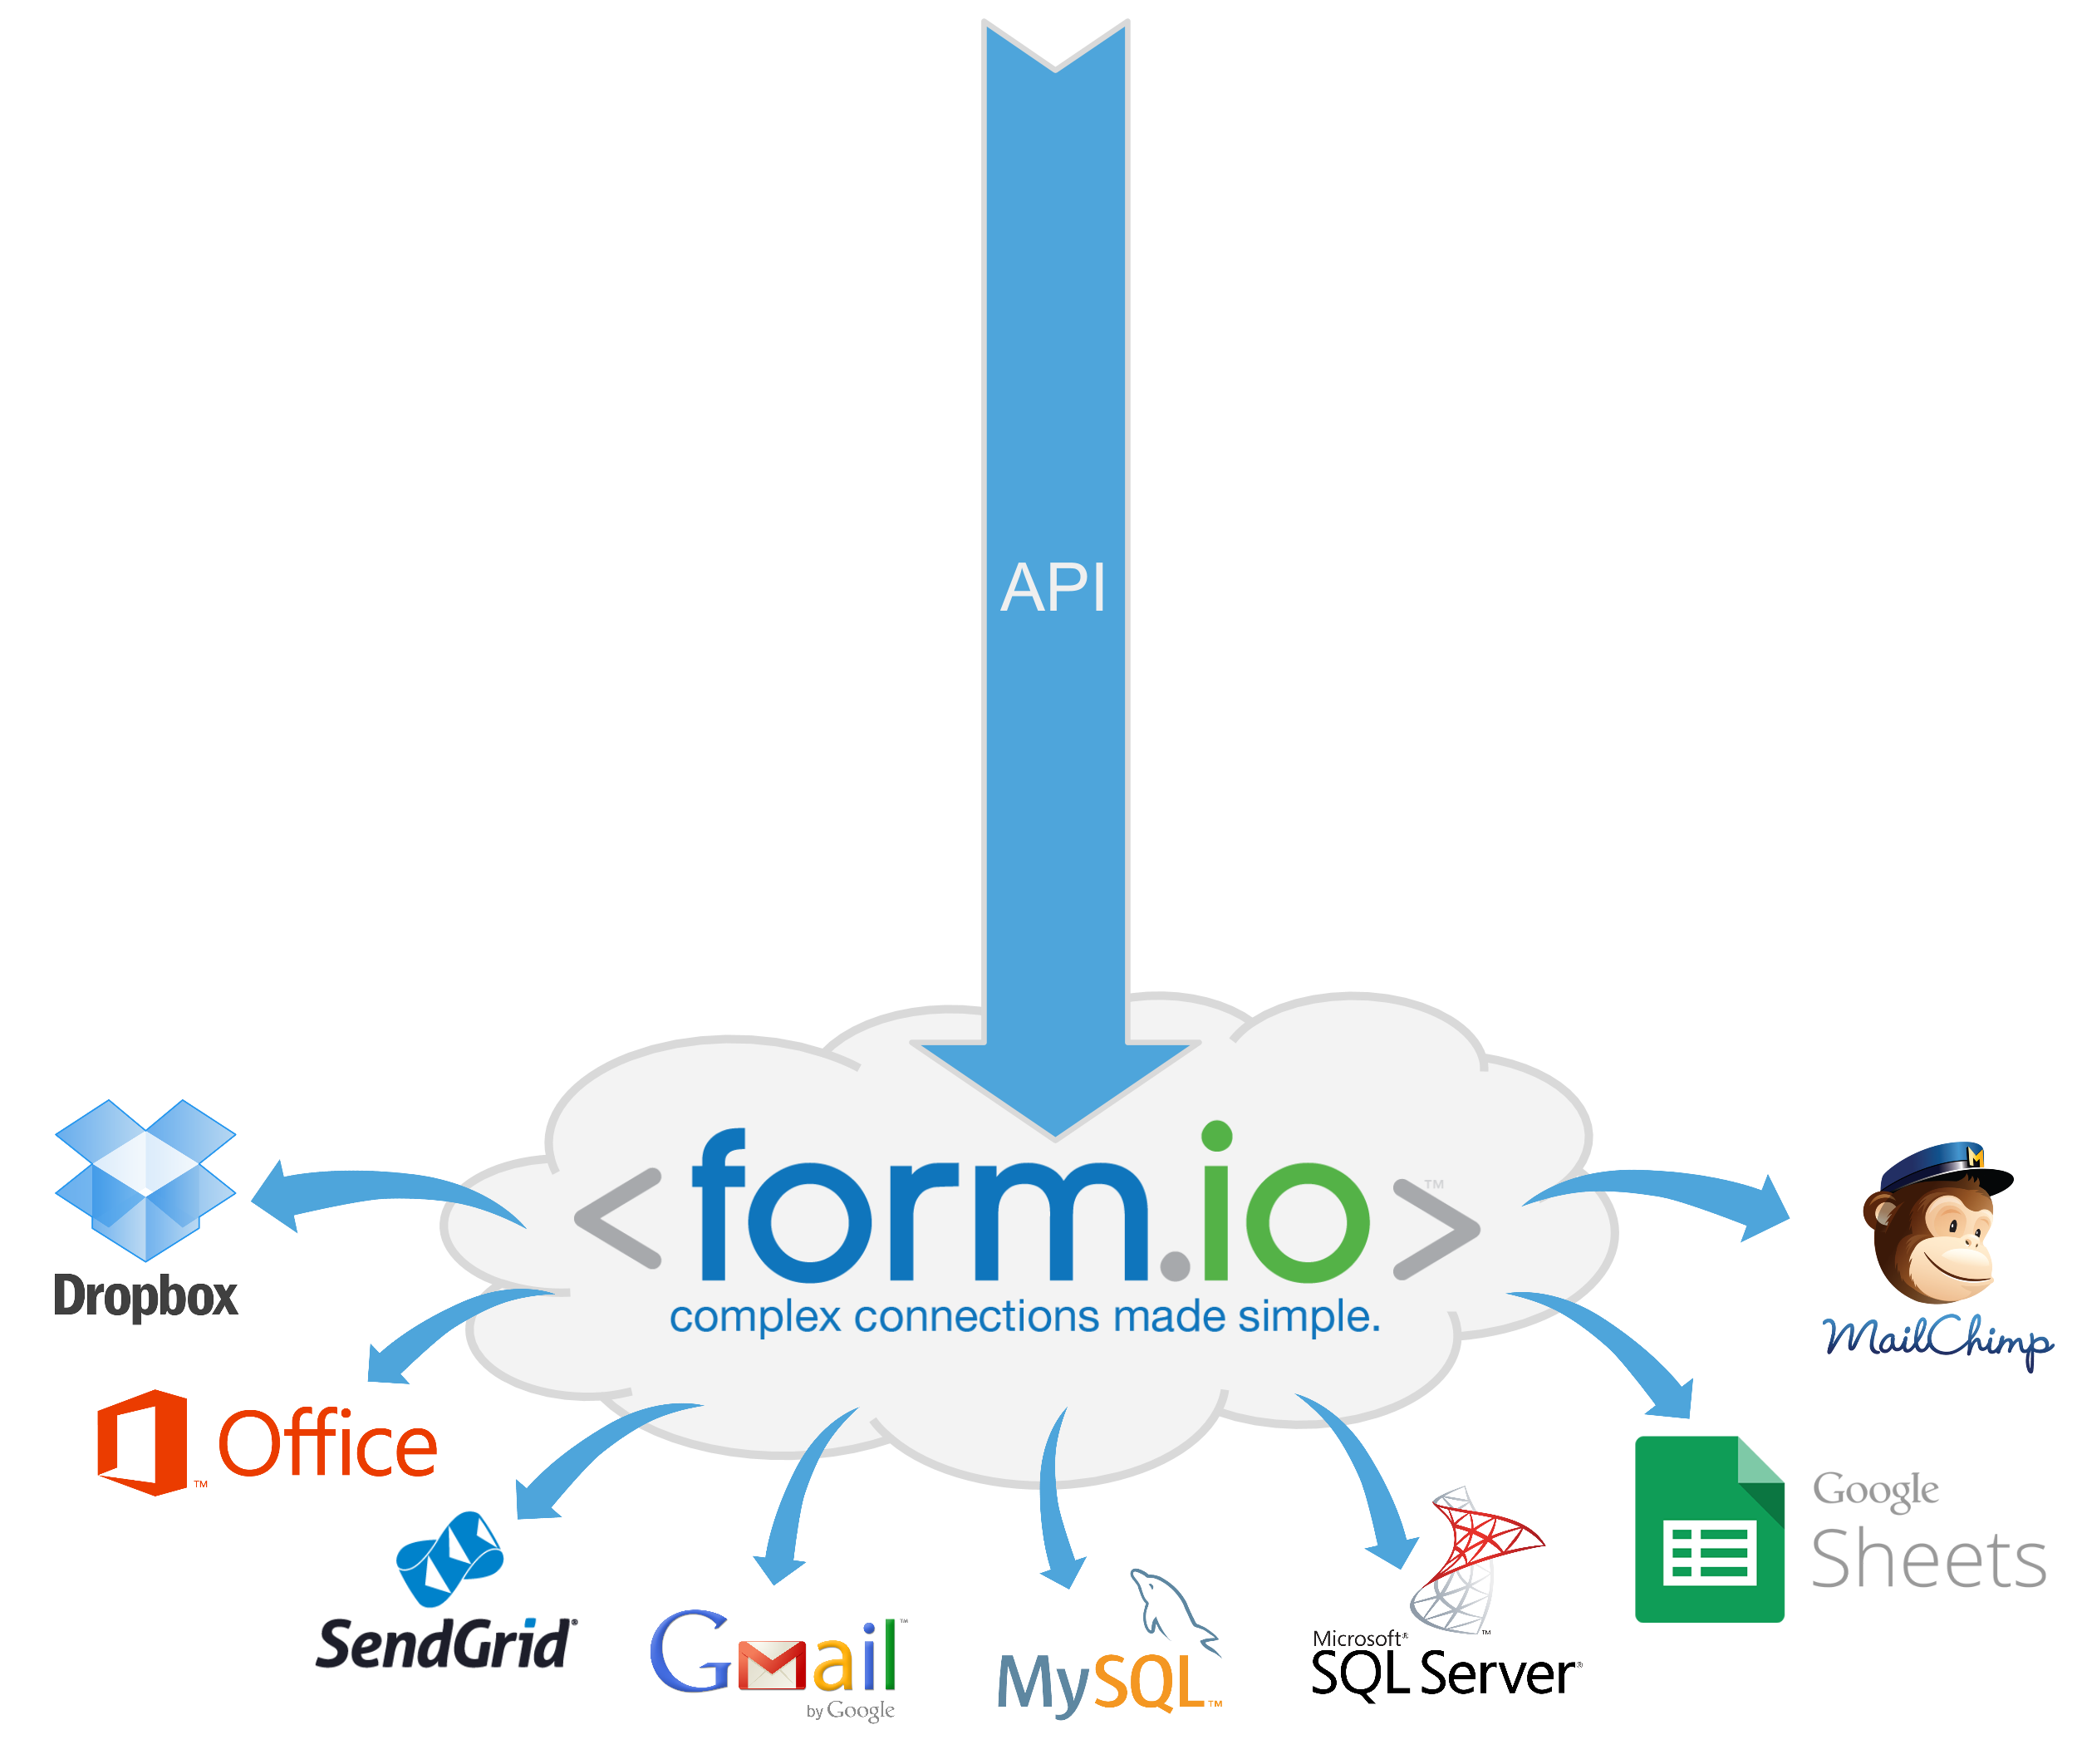 API
<form.io>™
complex connections made simple.
Dropbox
MailChimp
Office™
Google
Sheets
SendGrid®
Gmail™
by Google
MySQL™
Microsoft®
SQL Server®
™